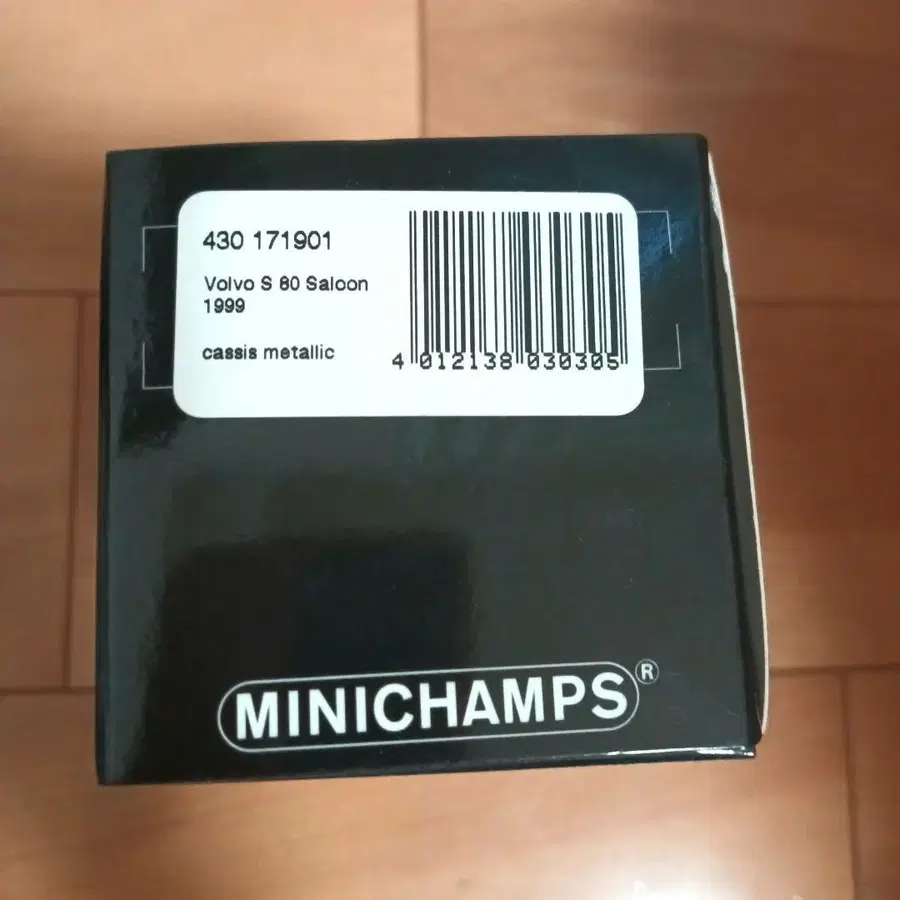 430 171901
Volvo S 80 Saloon
1999
cassis metallic
4 012138 030305
MINICHAMPS®